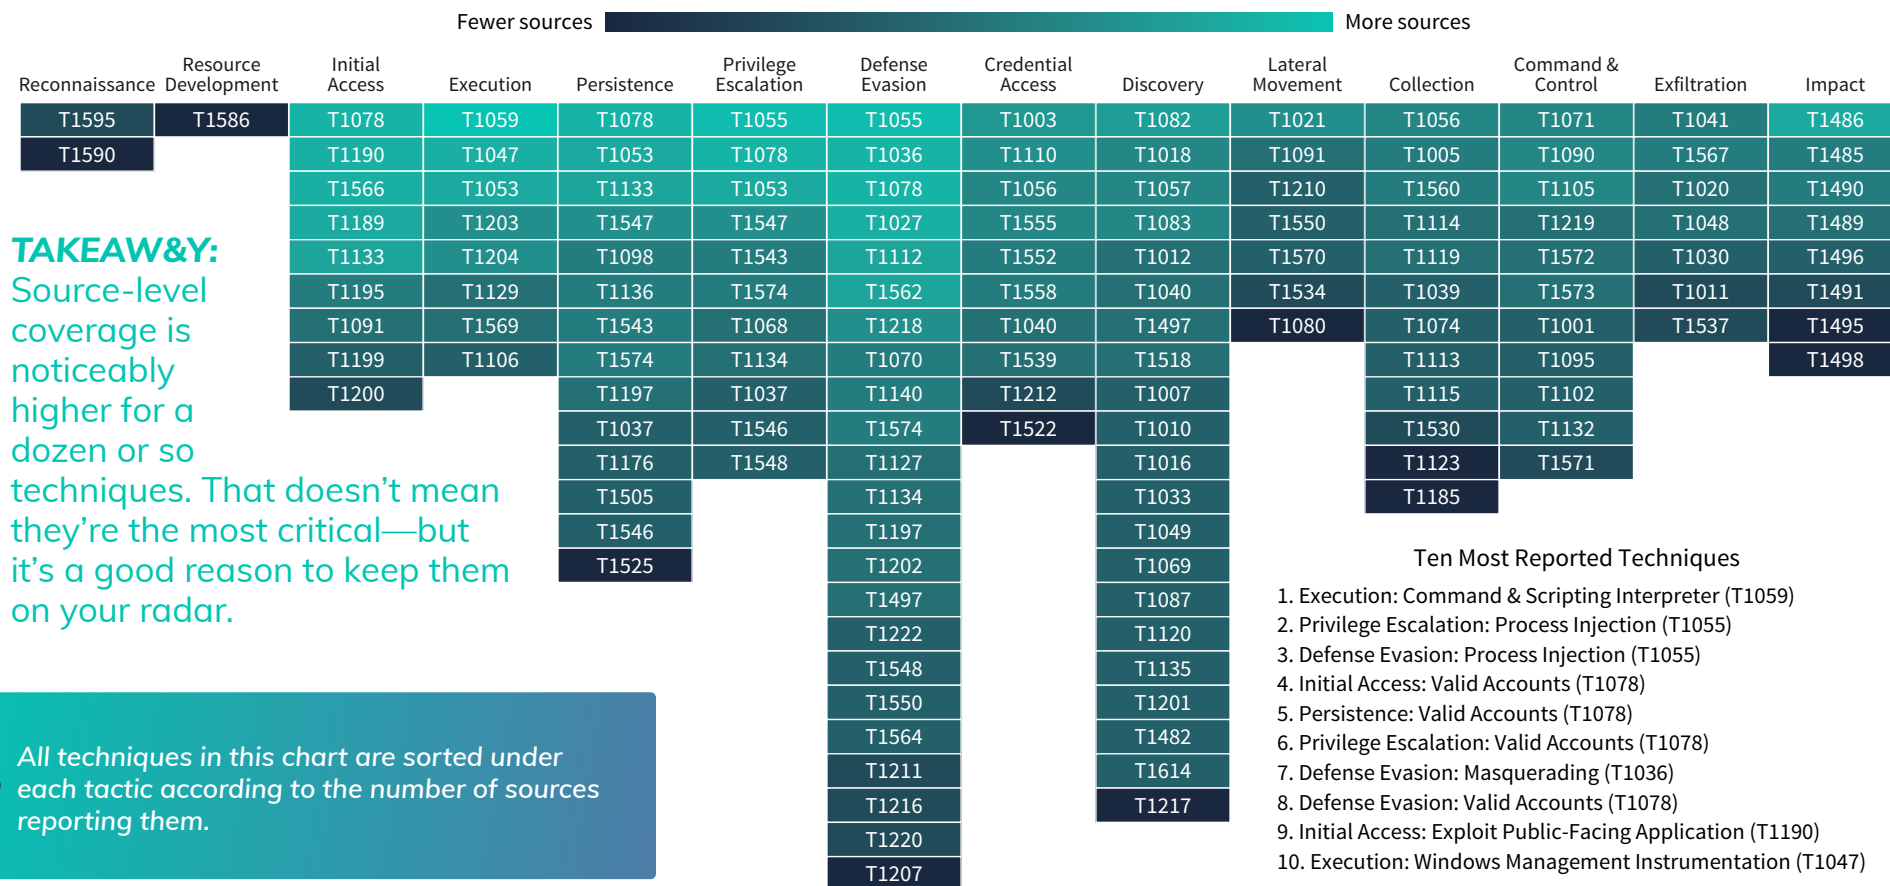 Fewer sources More sources
Reconnaissance Resource Development Initial Access Execution Persistence Privilege Escalation Defense Evasion Credential Access Discovery Lateral Movement Collection Command & Control Exfiltration Impact
T1595 T1586 T1078 T1059 T1078 T1055 T1055 T1003 T1082 T1021 T1056 T1071 T1041 T1486
T1590 T1190 T1047 T1053 T1078 T1036 T1110 T1018 T1091 T1005 T1090 T1567 T1485
T1566 T1053 T1133 T1053 T1078 T1056 T1057 T1210 T1560 T1105 T1020 T1490
T1189 T1203 T1547 T1547 T1027 T1555 T1083 T1550 T1114 T1219 T1048 T1489
T1133 T1204 T1098 T1543 T1112 T1552 T1012 T1570 T1119 T1572 T1030 T1496
T1195 T1129 T1136 T1574 T1562 T1558 T1040 T1534 T1039 T1573 T1011 T1491
T1091 T1569 T1543 T1068 T1218 T1040 T1497 T1080 T1074 T1001 T1537 T1495
T1199 T1106 T1574 T1134 T1070 T1539 T1518 T1113 T1095 T1498
T1200 T1197 T1037 T1140 T1212 T1007 T1115 T1102
T1037 T1546 T1574 T1522 T1010 T1530 T1132
T1176 T1548 T1127 T1016 T1123 T1571
T1505 T1134 T1033 T1185
T1546 T1197 T1049
T1525 T1202 T1069
T1497 T1087
T1222 T1120
T1548 T1135
T1550 T1201
T1564 T1482
T1211 T1614
T1216 T1217
T1220
T1207
TAKEAW&Y:
Source-level
coverage is
noticeably
higher for a
dozen or so
techniques. That doesn't mean
they're the most critical—but
it's a good reason to keep them
on your radar.
All techniques in this chart are sorted under
each tactic according to the number of sources
reporting them.
Ten Most Reported Techniques
1. Execution: Command & Scripting Interpreter (T1059)
2. Privilege Escalation: Process Injection (T1055)
3. Defense Evasion: Process Injection (T1055)
4. Initial Access: Valid Accounts (T1078)
5. Persistence: Valid Accounts (T1078)
6. Privilege Escalation: Valid Accounts (T1078)
7. Defense Evasion: Masquerading (T1036)
8. Defense Evasion: Valid Accounts (T1078)
9. Initial Access: Exploit Public-Facing Application (T1190)
10. Execution: Windows Management Instrumentation (T1047)